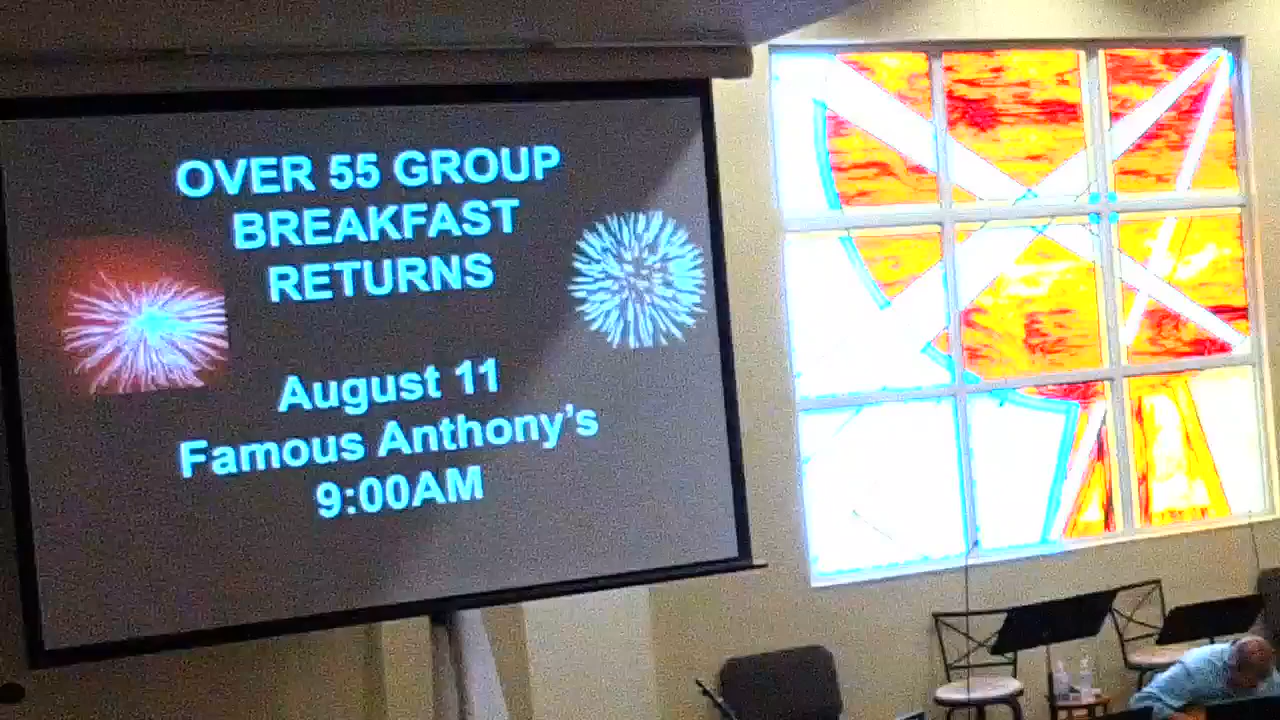 OVER 55 GROUP
BREAKFAST
RETURNS
August 11
Famous Anthony's
9:00AM